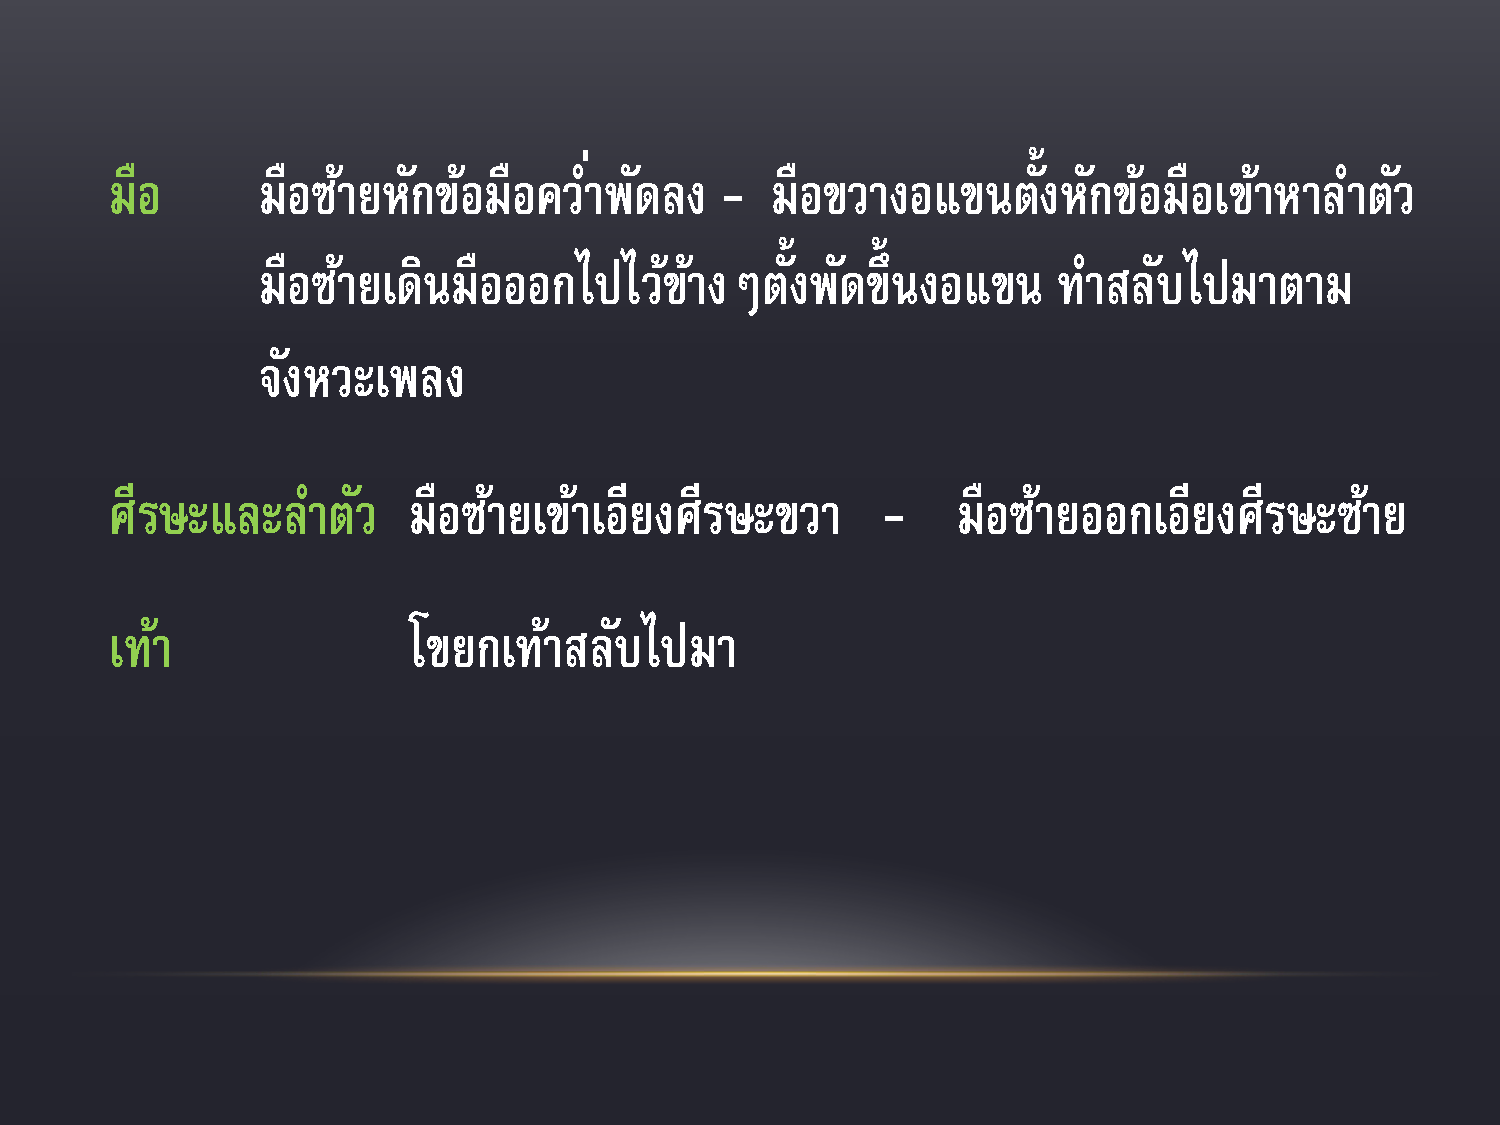 มือ มือซ้ายหักข้อมือคว่ำพัดลง – มือขวางอแขนตั้งหักข้อมือเข้าหาลำตัว
มือซ้ายเดินมือออกไปไว้ข้าง ๆตั้งพัดขึ้นงอแขน ทำสลับไปมาตาม
จังหวะเพลง
ศีรษะและลำตัว มือซ้ายเข้าเอียงศีรษะขวา – มือซ้ายออกเอียงศีรษะซ้าย
เท้า โขยกเท้าสลับไปมา